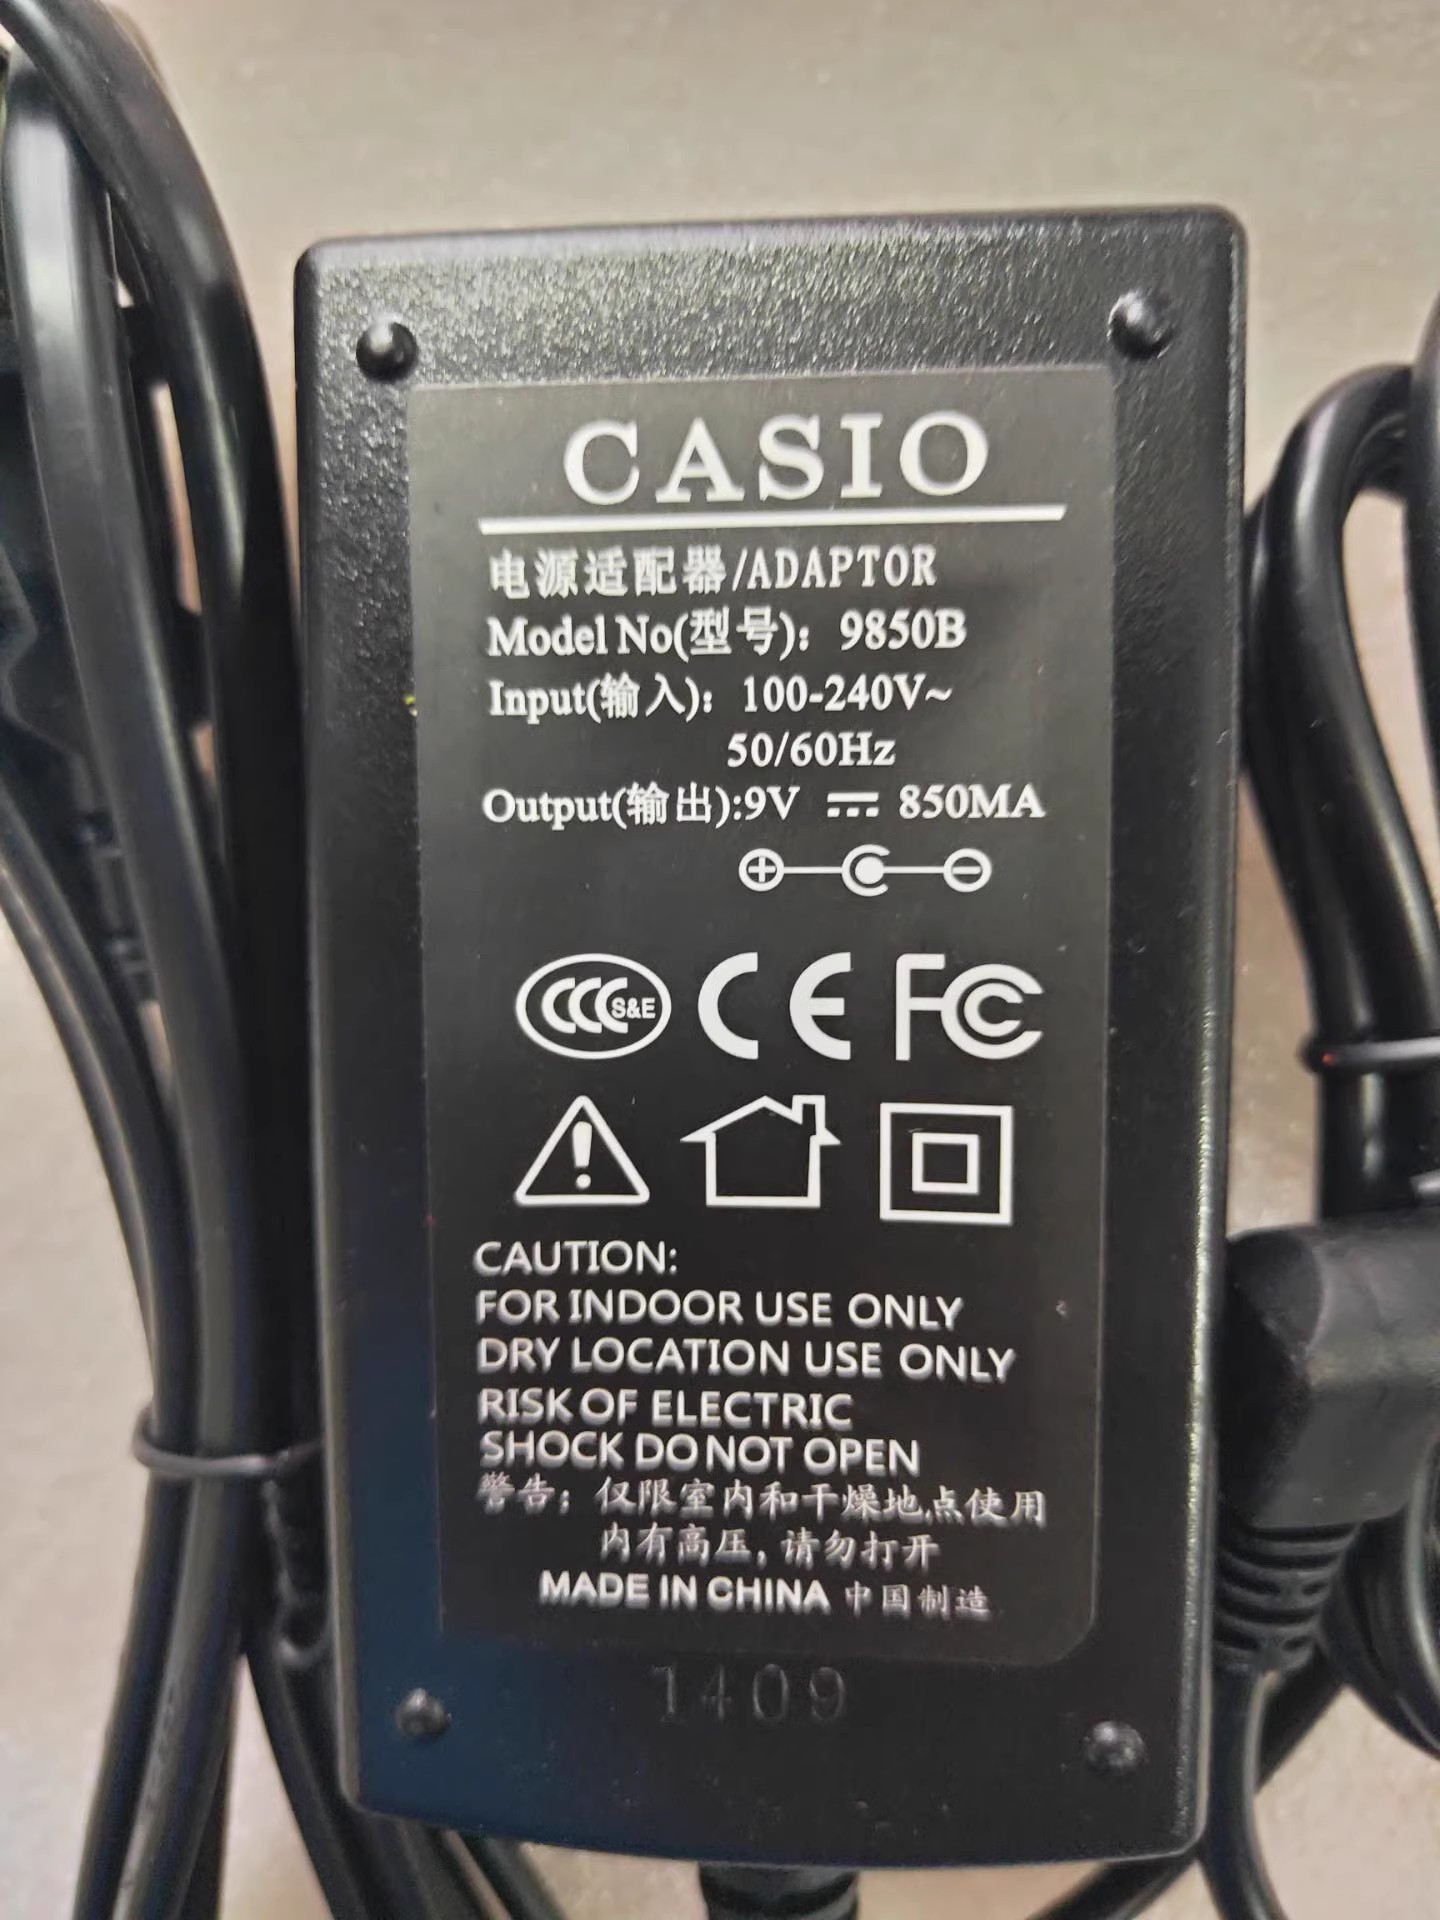 CASIO
电源适配器/ADAPTOR
Model No(型号)：9850B
Input(输入)：100-240V~
50/60Hz
Output(输出):9V ⎓ 850MA
CCC S&E CE FC
CAUTION:
FOR INDOOR USE ONLY
DRY LOCATION USE ONLY
RISK OF ELECTRIC
SHOCK DO NOT OPEN
警告；仅限室内和干燥地点使用
内有高压，请勿打开
MADE IN CHINA 中国制造
1409